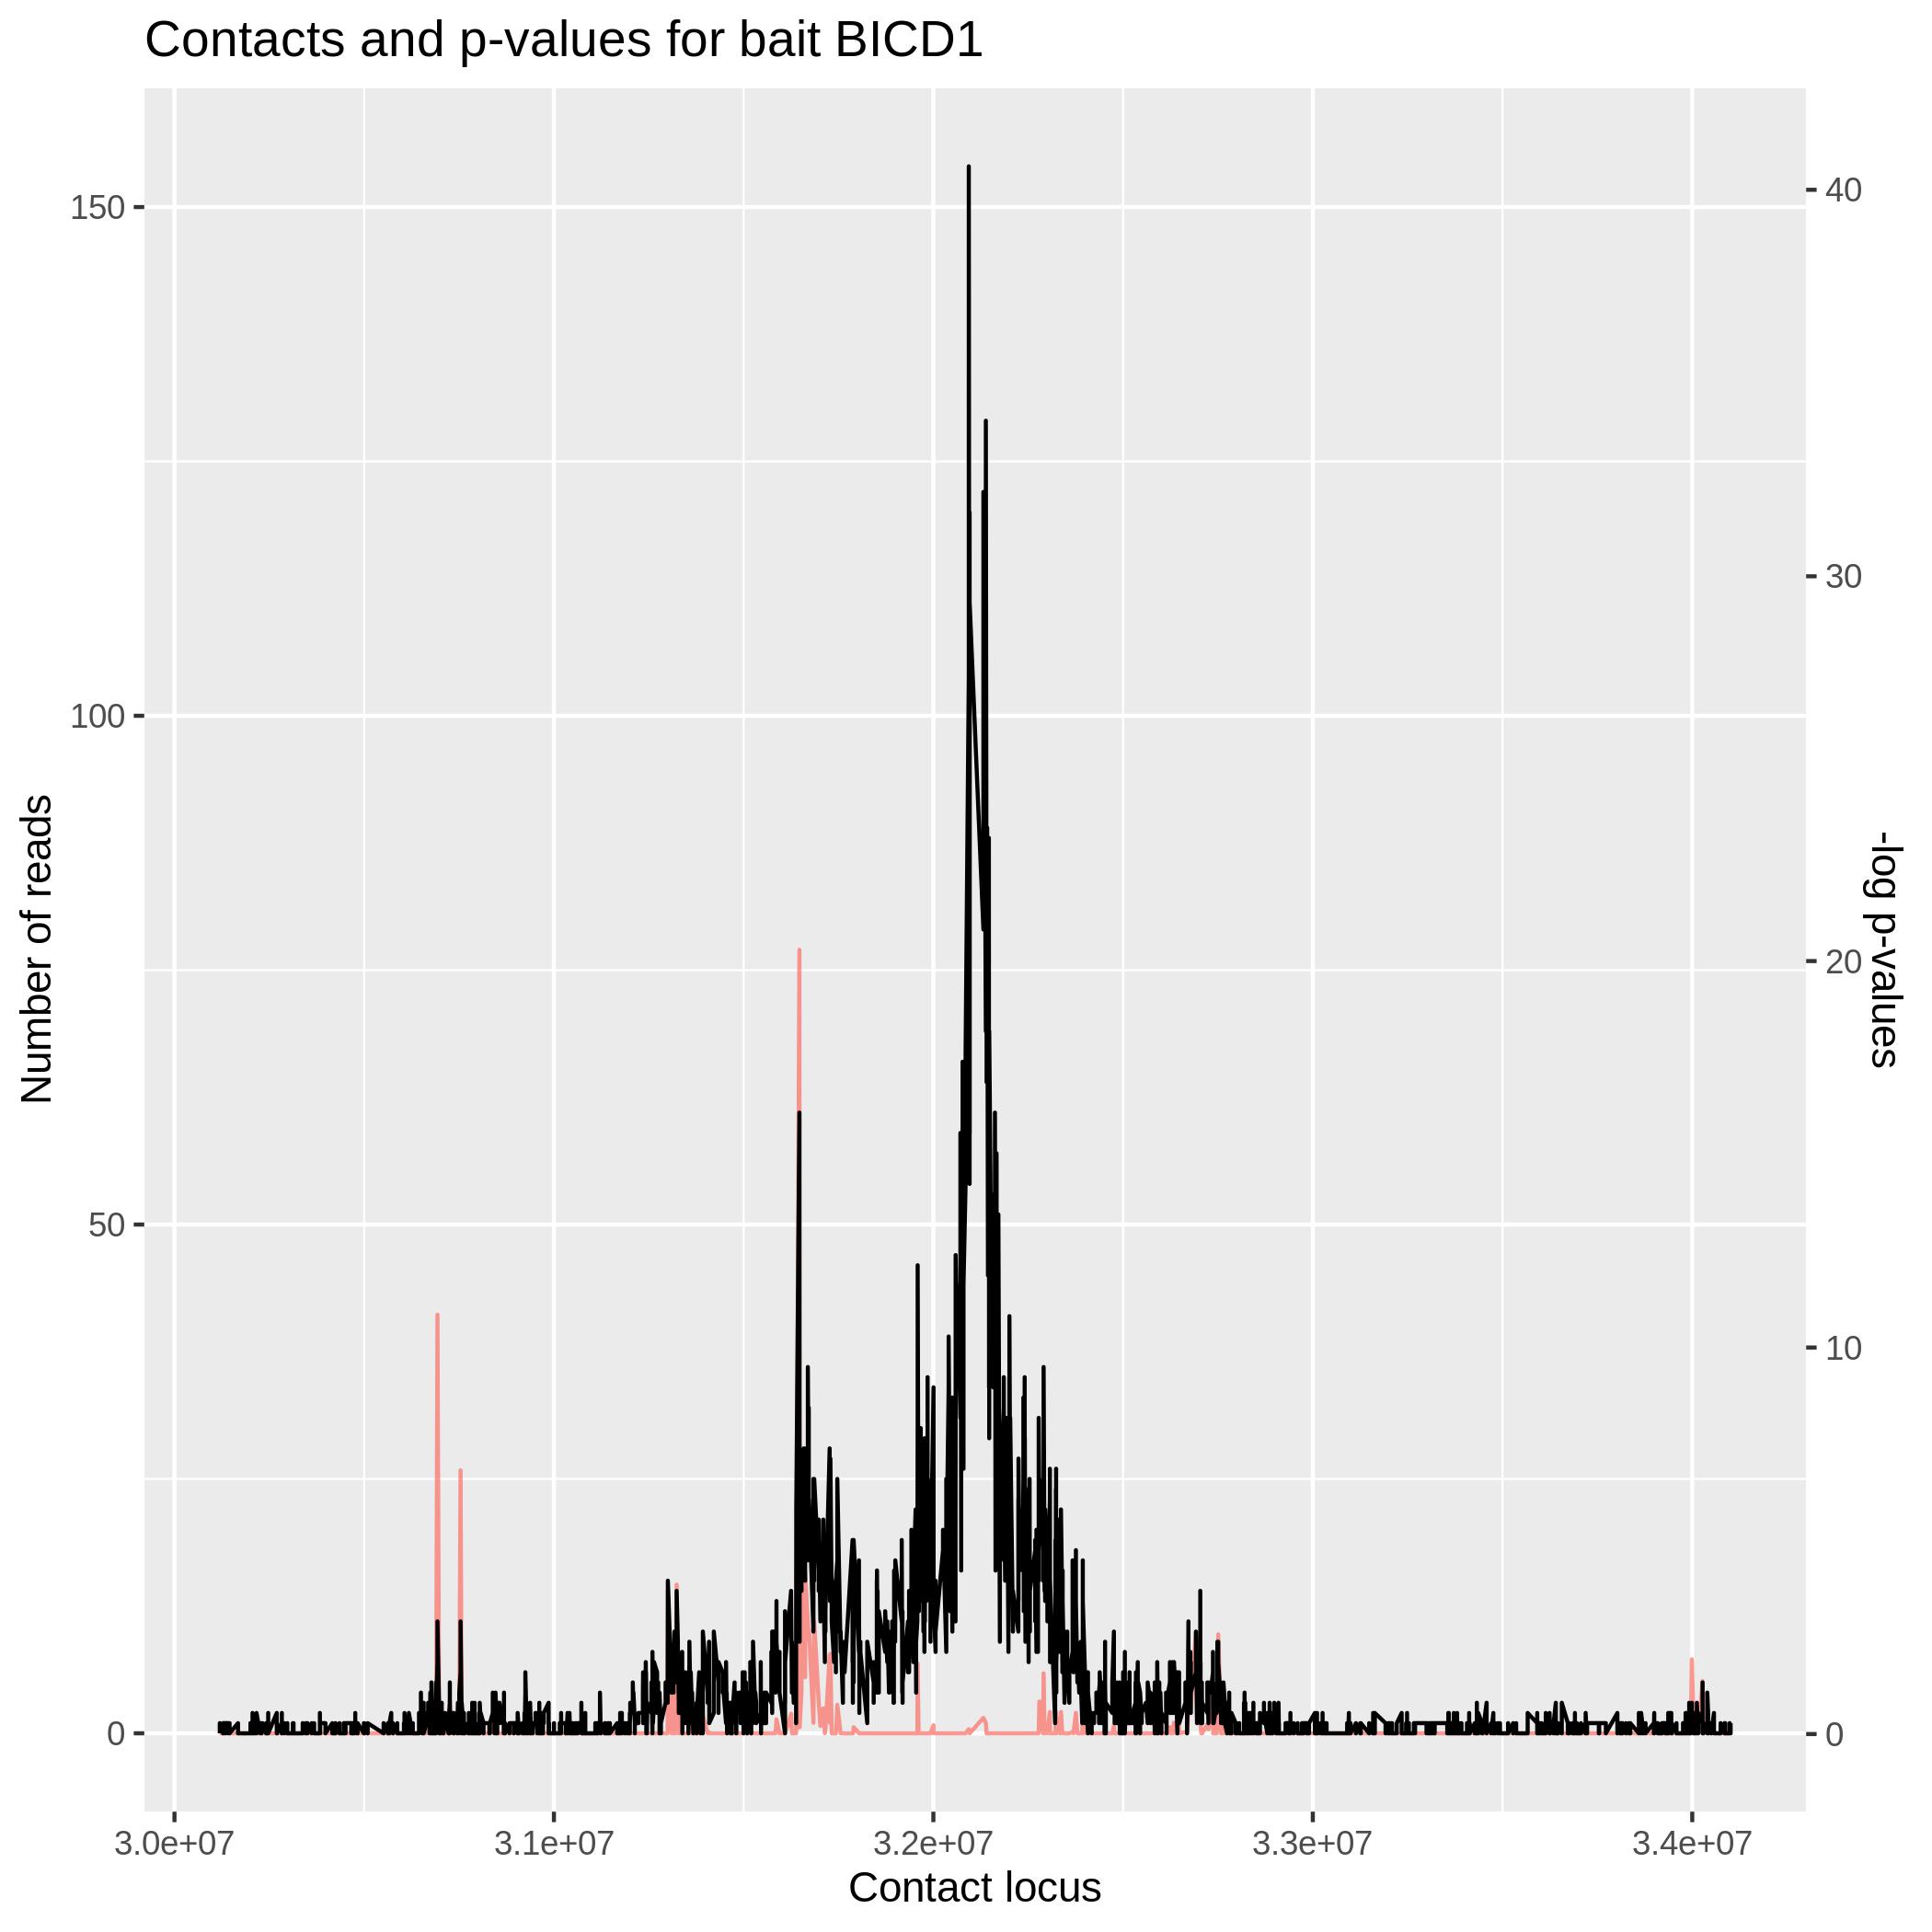 Contacts and p-values for bait BICD1
150
100
50
0
Number of reads
40
30
20
10
0
-log p-values
3.0e+07
3.1e+07
3.2e+07
3.3e+07
3.4e+07
Contact locus